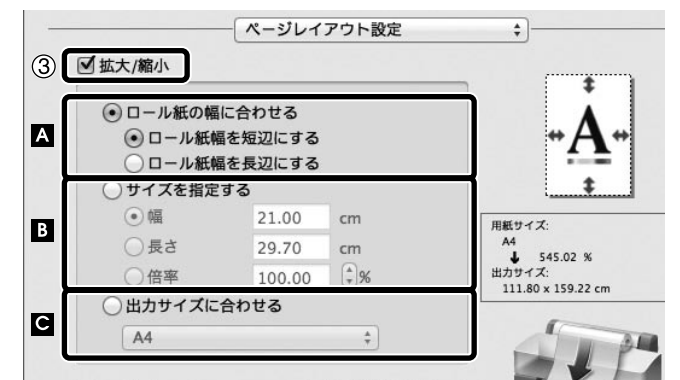 ページレイアウト設定
③ 拡大/縮小
A
ロール紙の幅に合わせる
ロール紙幅を短辺にする
ロール紙幅を長辺にする
B
サイズを指定する
幅 21.00 cm
長さ 29.70 cm
倍率 100.00 %
C
出力サイズに合わせる
A4
A
用紙サイズ:
A4
545.02 %
出力サイズ:
111.80 x 159.22 cm